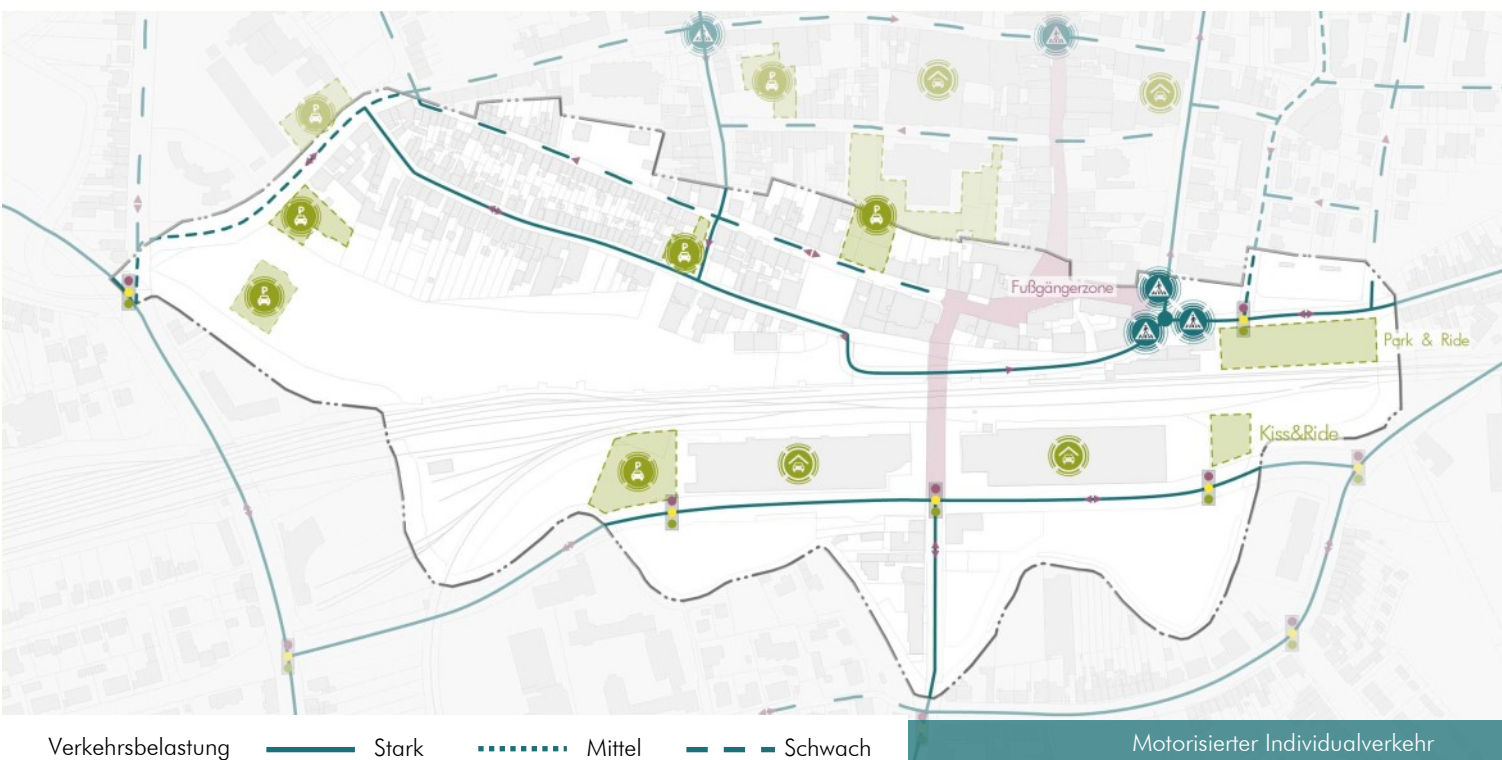 Fußgängerzone
Park & Ride
Kiss&Ride
P
P
P
P
P
P
P
Verkehrsbelastung Stark Mittel Schwach
Motorisierter Individualverkehr